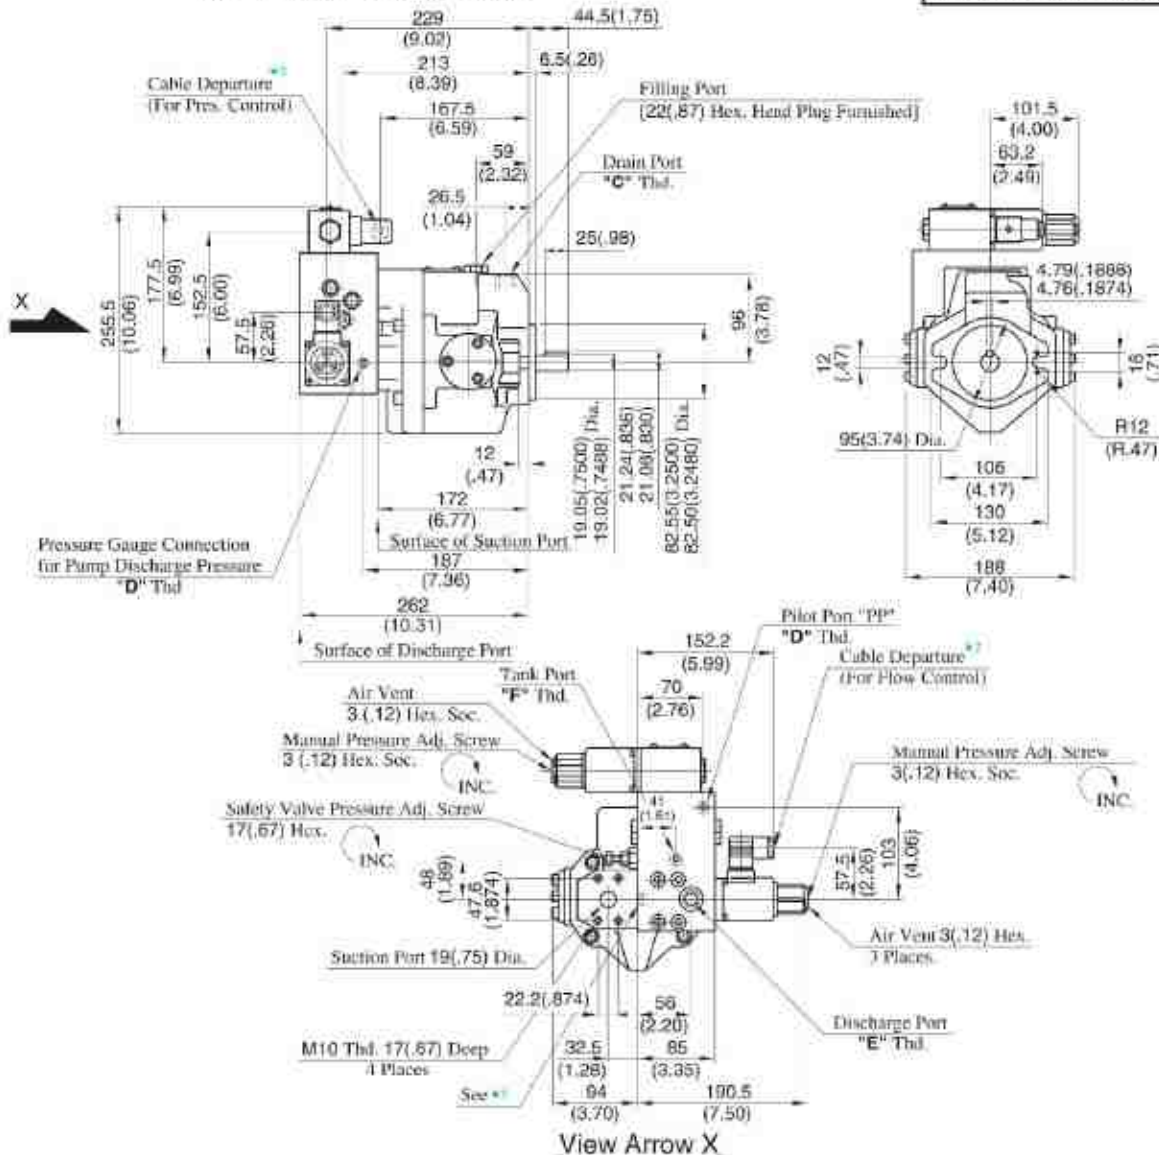 229
(9.02)
44.5(1.75)
213
(8.39)
6.5(.26)
Cable Departure
(For Pres. Control)
167.5
(6.59)
Filling Port
[22(.87) Hex. Head Plug Furnished]
59
(2.32)
Drain Port
"C" Thd.
26.5
(1.04)
25(.98)
101.5
(4.00)
63.2
(2.49)
4.79(.1888)
4.76(.1874)
X
255.5
(10.06)
177.5
(6.99)
152.5
(6.00)
57.5
(2.26)
96
(3.78)
12
(.47)
18
(.71)
R12
(R.47)
95(3.74) Dia.
106
(4.17)
130
(5.12)
188
(7.40)
12
(.47)
172
(6.77)
Surface of Suction Port
19.05(.7500) Dia.
19.02(.7488)
21.24(.836)
21.08(.830)
82.55(3.2500) Dia.
82.50(3.2480)
Pressure Gauge Connection
for Pump Discharge Pressure
"D" Thd
187
(7.36)
262
(10.31)
Surface of Discharge Port
Pilot Port "PP"
"D" Thd.
152.2
(5.99)
Cable Departure
(For Flow Control)
Tank Port
"F" Thd.
70
(2.76)
Air Vent
3 (.12) Hex. Soc.
Manual Pressure Adj. Screw
3 (.12) Hex. Soc.
INC.
Manual Pressure Adj. Screw
3(.12) Hex. Soc.
INC.
Safety Valve Pressure Adj. Screw
17(.67) Hex.
INC.
41
(1.61)
48
(1.89)
47.6
(1.874)
57.5
(2.26)
103
(4.06)
Air Vent 3(.12) Hex.
3 Places
Suction Port 19(.75) Dia.
22.2(.874)
56
(2.20)
Discharge Port
"E" Thd.
M10 Thd. 17(.67) Deep
4 Places
32.5
(1.28)
85
(3.35)
See
94
(3.70)
190.5
(7.50)
View Arrow X